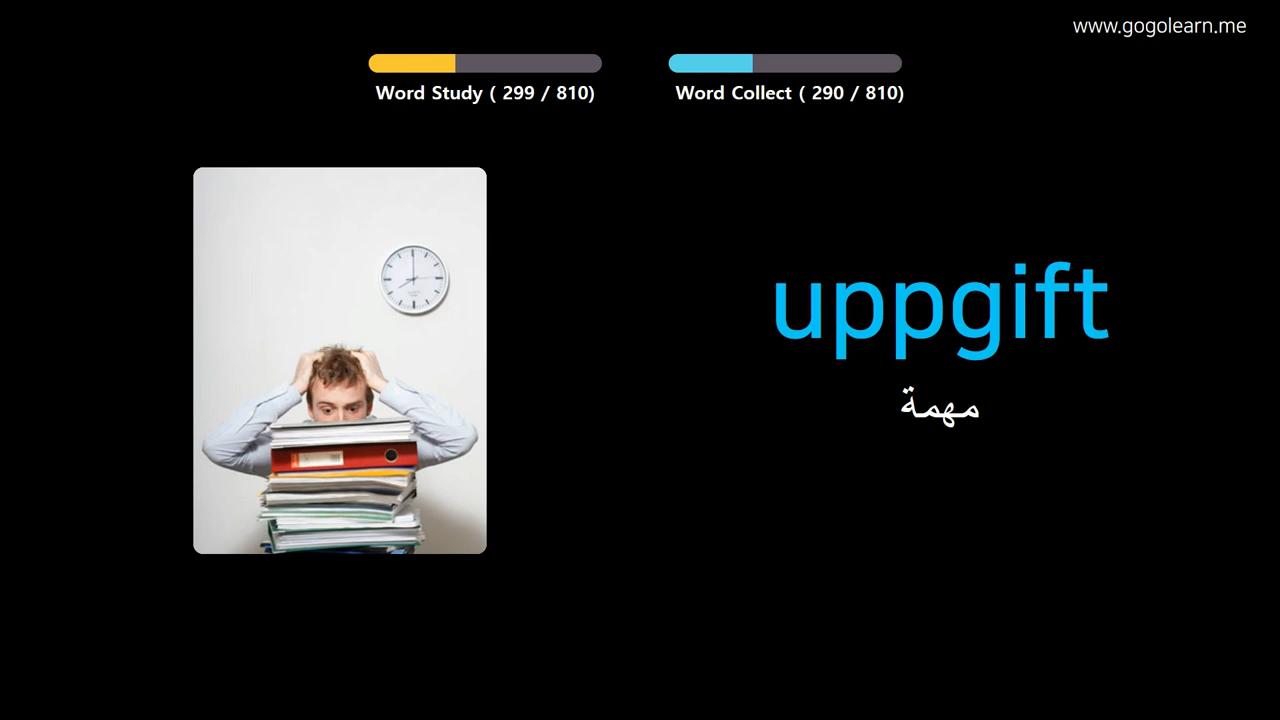 www.gogolearn.me
Word Study ( 299 / 810)
Word Collect ( 290 / 810)
uppgift
مهمة